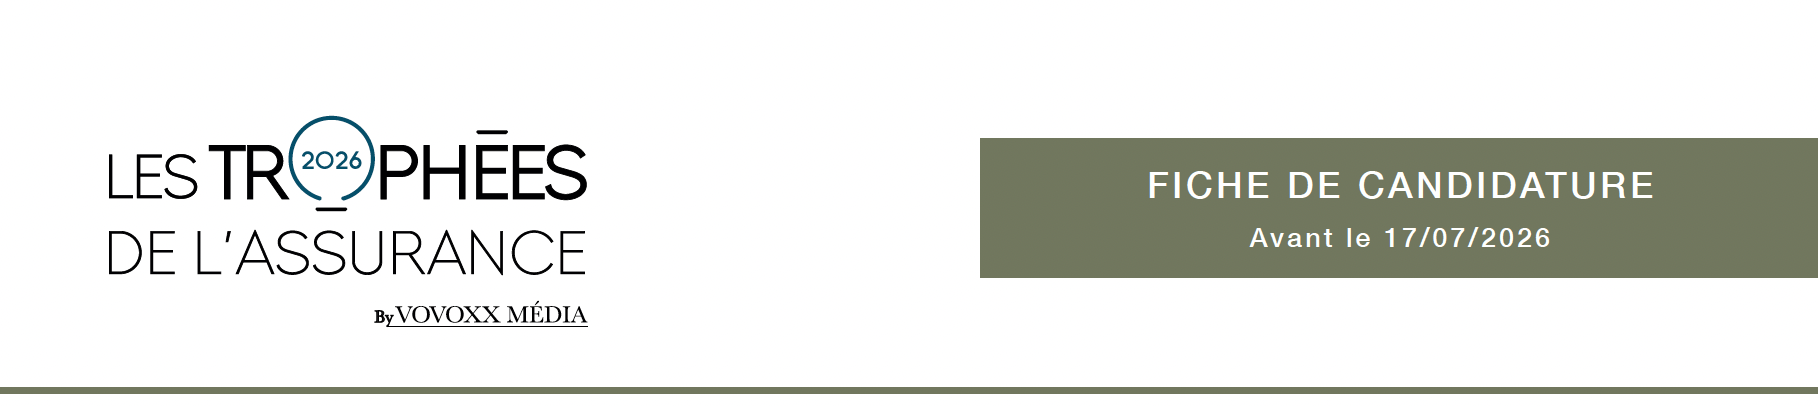 LES TROPHÉES
2026
DE L'ASSURANCE
By VOVOXX MÉDIA
FICHE DE CANDIDATURE
Avant le 17/07/2026